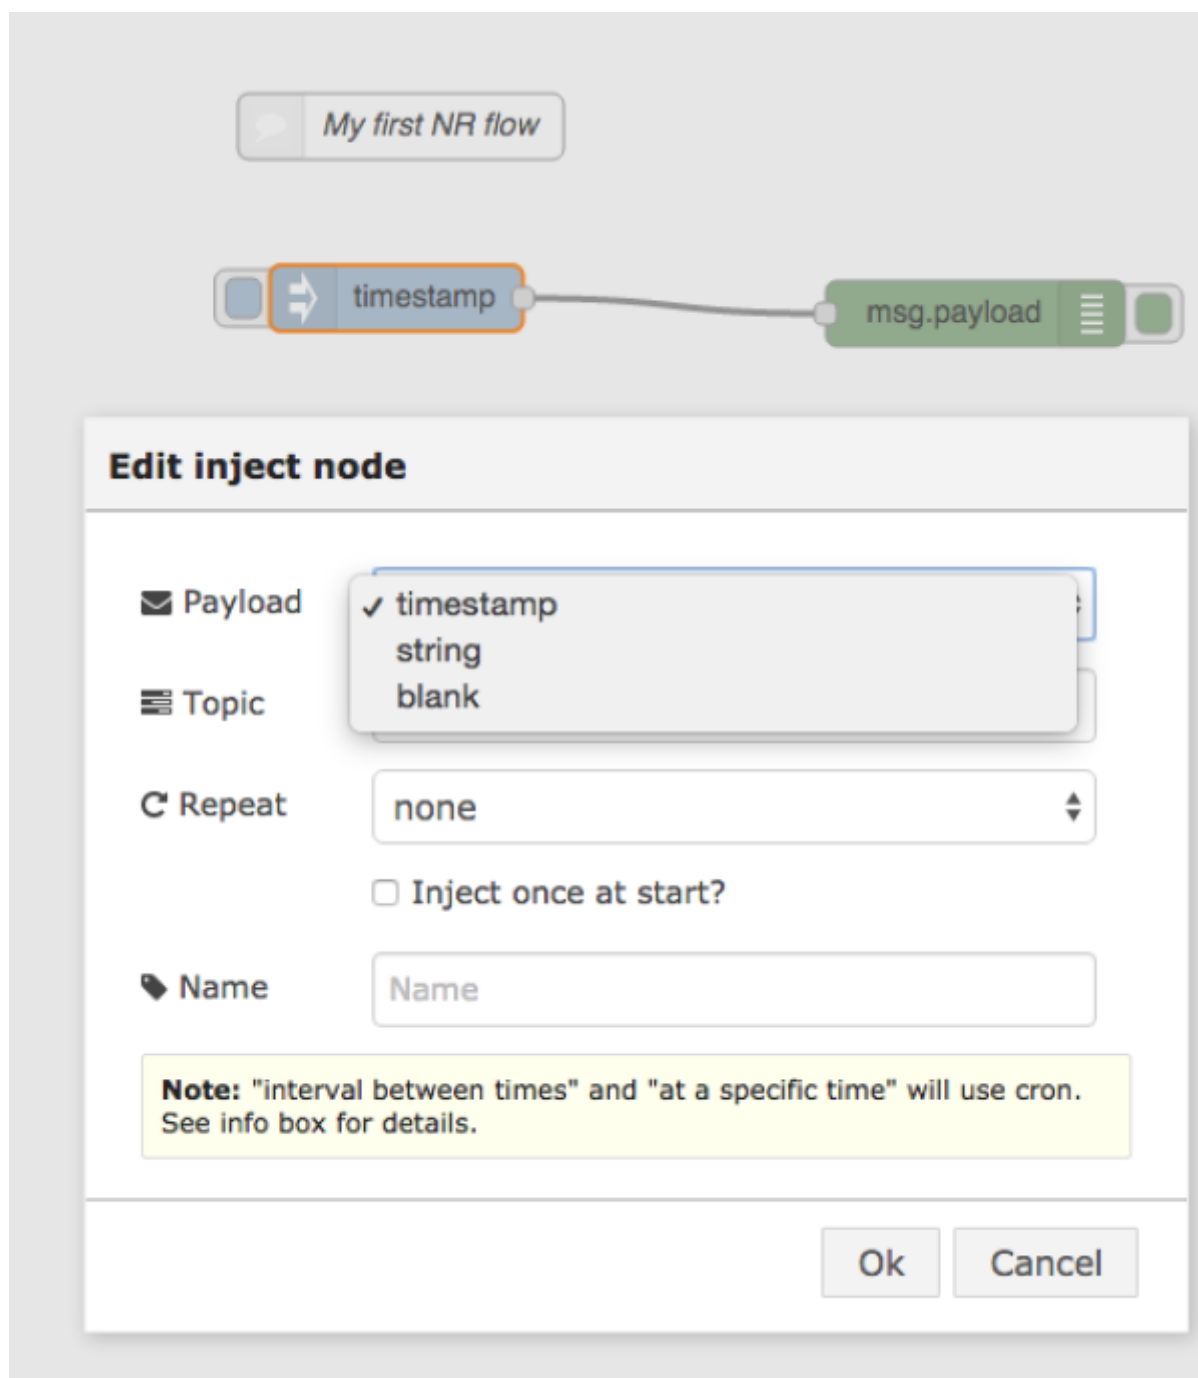 My first NR flow
timestamp
msg.payload
Edit inject node
Payload
✓ timestamp
string
blank
Topic
Repeat
none
Inject once at start?
Name
Name
Note: "interval between times" and "at a specific time" will use cron.
See info box for details.
Ok
Cancel